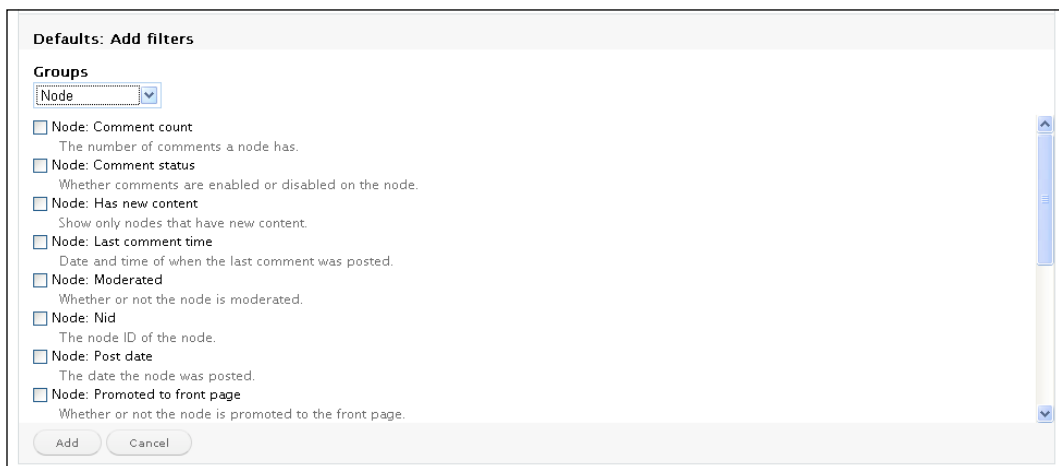 Defaults: Add filters
Groups
Node
Node: Comment count
The number of comments a node has.
Node: Comment status
Whether comments are enabled or disabled on the node.
Node: Has new content
Show only nodes that have new content.
Node: Last comment time
Date and time of when the last comment was posted.
Node: Moderated
Whether or not the node is moderated.
Node: Nid
The node ID of the node.
Node: Post date
The date the node was posted.
Node: Promoted to front page
Whether or not the node is promoted to the front page.
Add Cancel